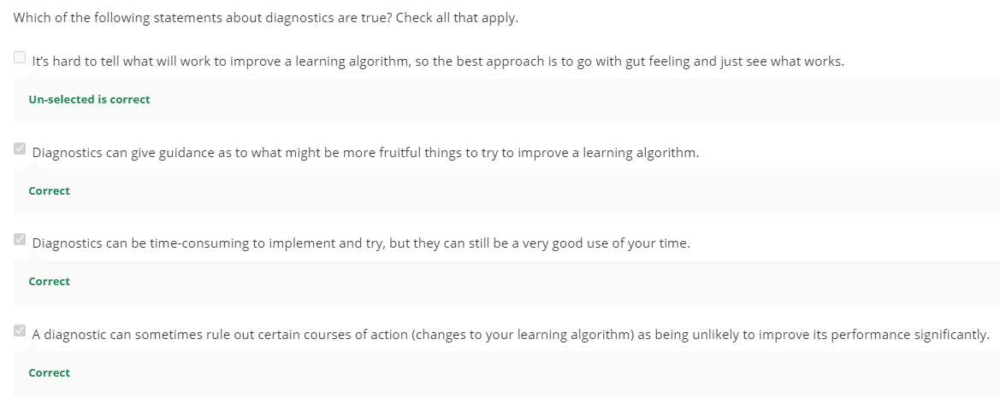 Which of the following statements about diagnostics are true? Check all that apply.
It's hard to tell what will work to improve a learning algorithm, so the best approach is to go with gut feeling and just see what works.
Un-selected is correct
Diagnostics can give guidance as to what might be more fruitful things to try to improve a learning algorithm.
Correct
Diagnostics can be time-consuming to implement and try, but they can still be a very good use of your time.
Correct
A diagnostic can sometimes rule out certain courses of action (changes to your learning algorithm) as being unlikely to improve its performance significantly.
Correct